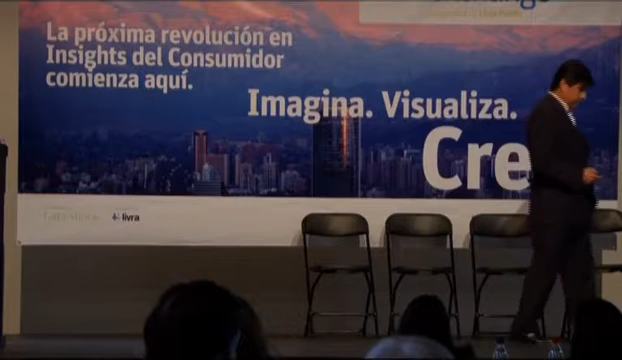 La próxima revolución en
Insights del Consumidor
comienza aquí.
Imagina. Visualiza.
Cre
livra